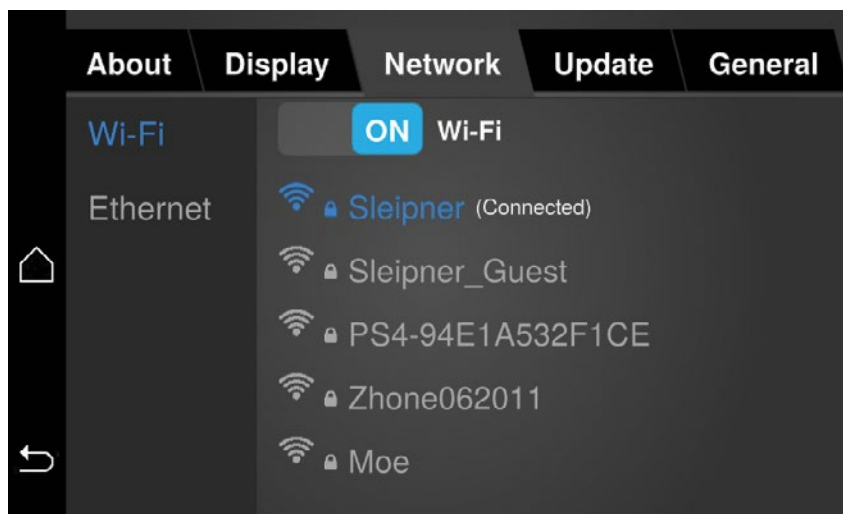 About Display Network Update General
Wi-Fi ON Wi-Fi
Ethernet Sleipner (Connected)
Sleipner_Guest
PS4-94E1A532F1CE
Zhone062011
Moe